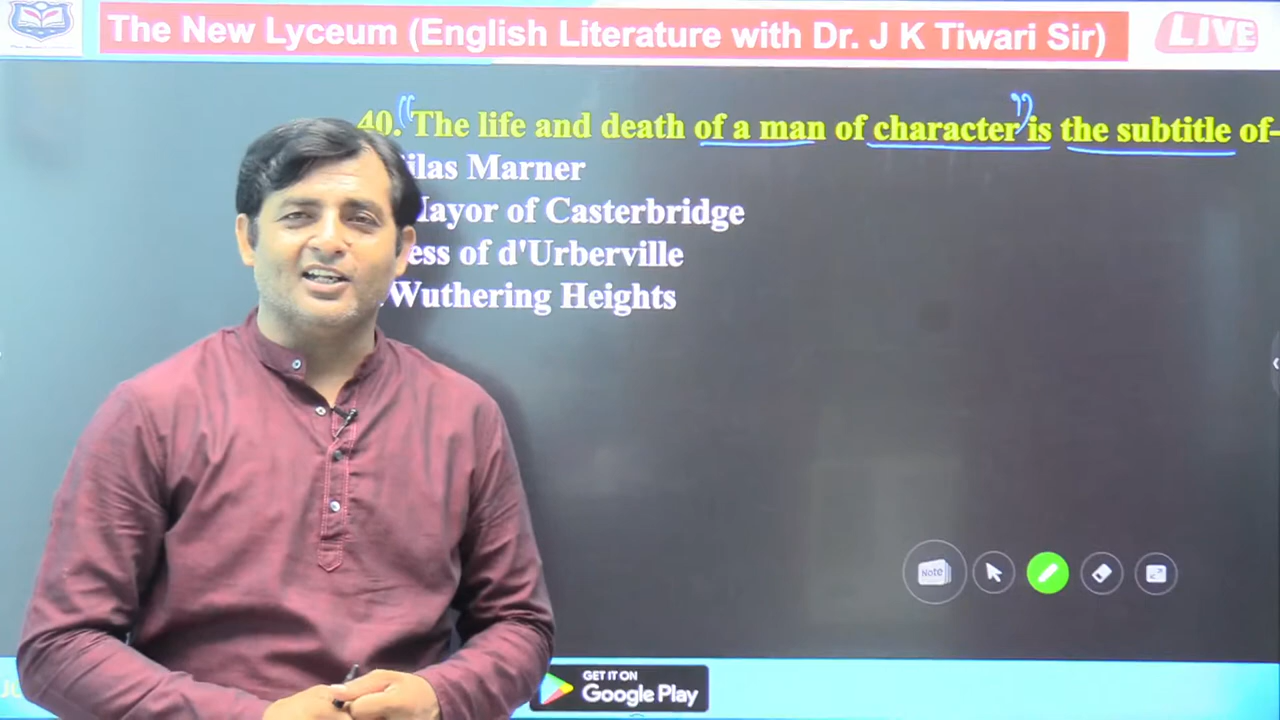 The New Lyceum (English Literature with Dr. J K Tiwari Sir)
LIVE
40. "The life and death of a man of character" is the subtitle of-
ilas Marner
Mayor of Casterbridge
ess of d'Urberville
Wuthering Heights
Note
GET IT ON
Google Play